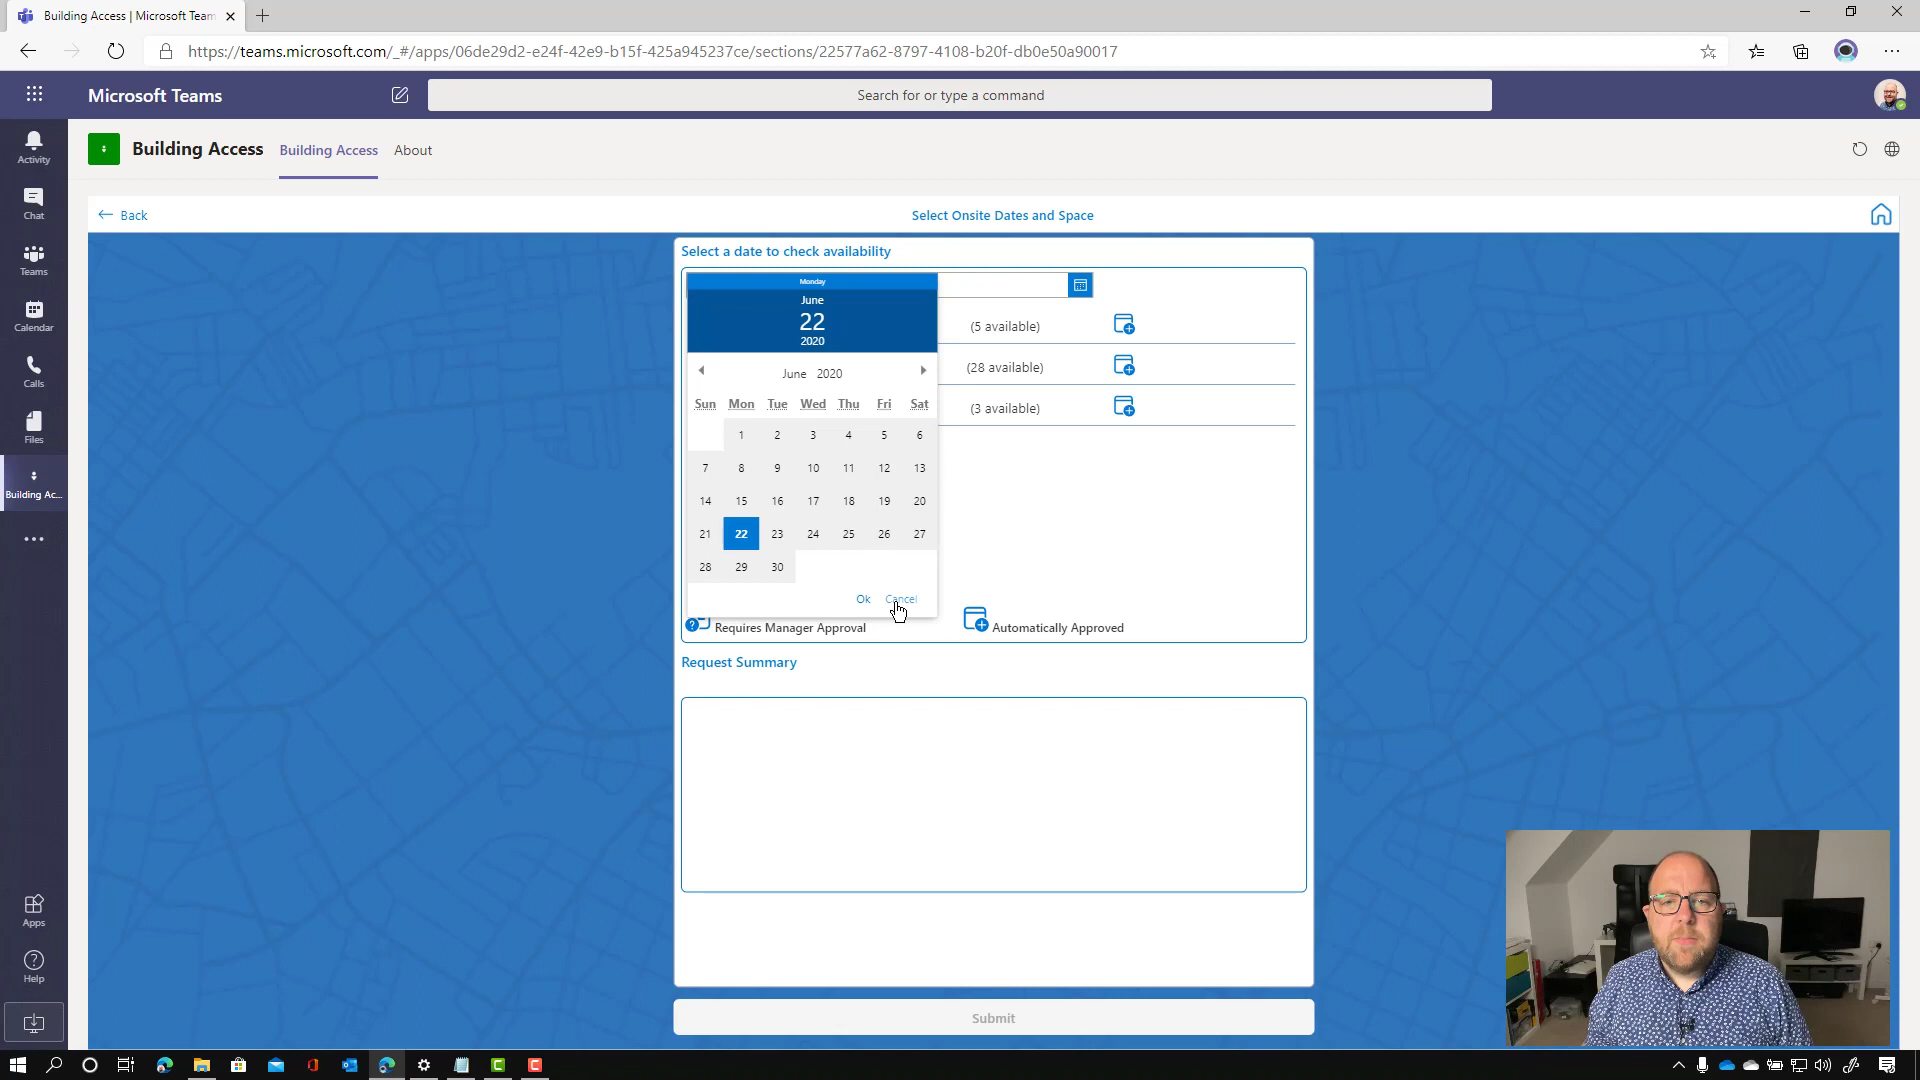 Building Access | Microsoft Team
https://teams.microsoft.com/_#/apps/06de29d2-e24f-42e9-b15f-425a945237ce/sections/22577a62-8797-4108-b20f-db0e50a90017
Microsoft Teams
Search for or type a command
Activity
Chat
Teams
Calendar
Calls
Files
Building Ac...
Apps
Help
Building Access Building Access About
Back
Select Onsite Dates and Space
Select a date to check availability
Monday
June
22
2020
June 2020
Sun Mon Tue Wed Thu Fri Sat
1 2 3 4 5 6
7 8 9 10 11 12 13
14 15 16 17 18 19 20
21 22 23 24 25 26 27
28 29 30
Ok Cancel
(5 available)
(28 available)
(3 available)
Requires Manager Approval
Automatically Approved
Request Summary
Submit